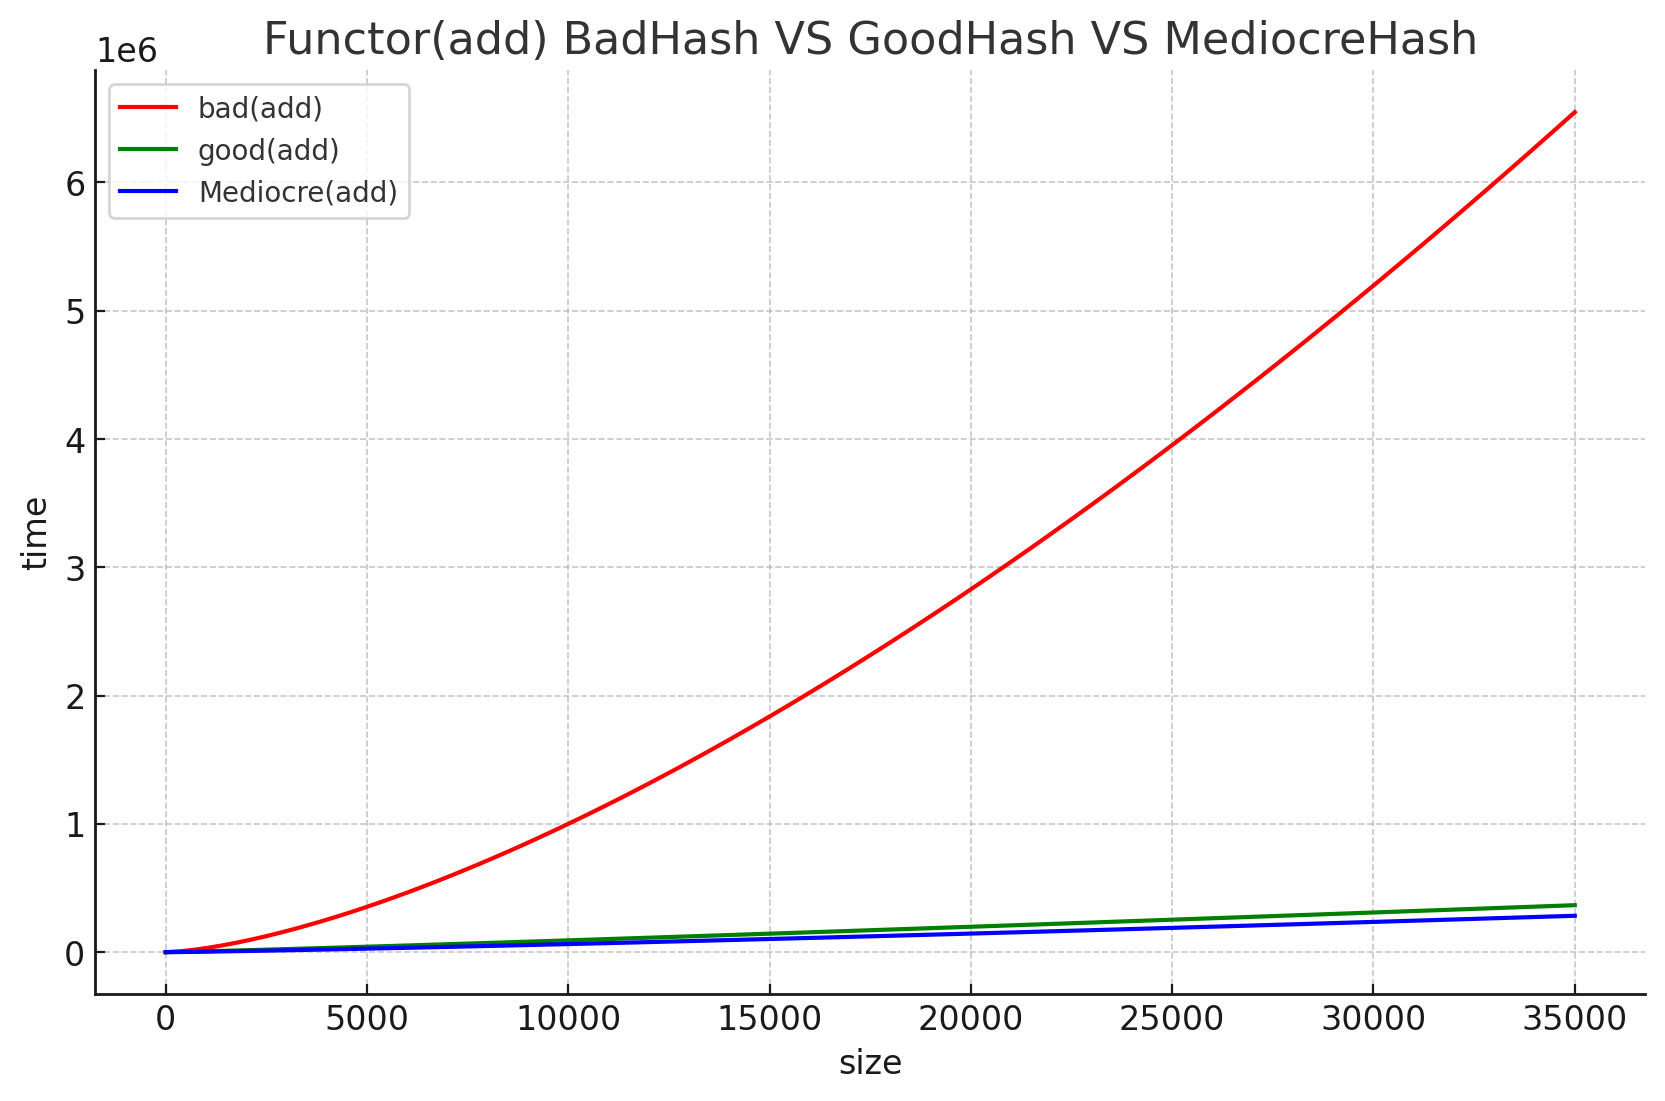 Functor(add) BadHash VS GoodHash VS MediocreHash
1e6
bad(add)
good(add)
Mediocre(add)
6
5
4
3
2
1
0
time
0 5000 10000 15000 20000 25000 30000 35000
size